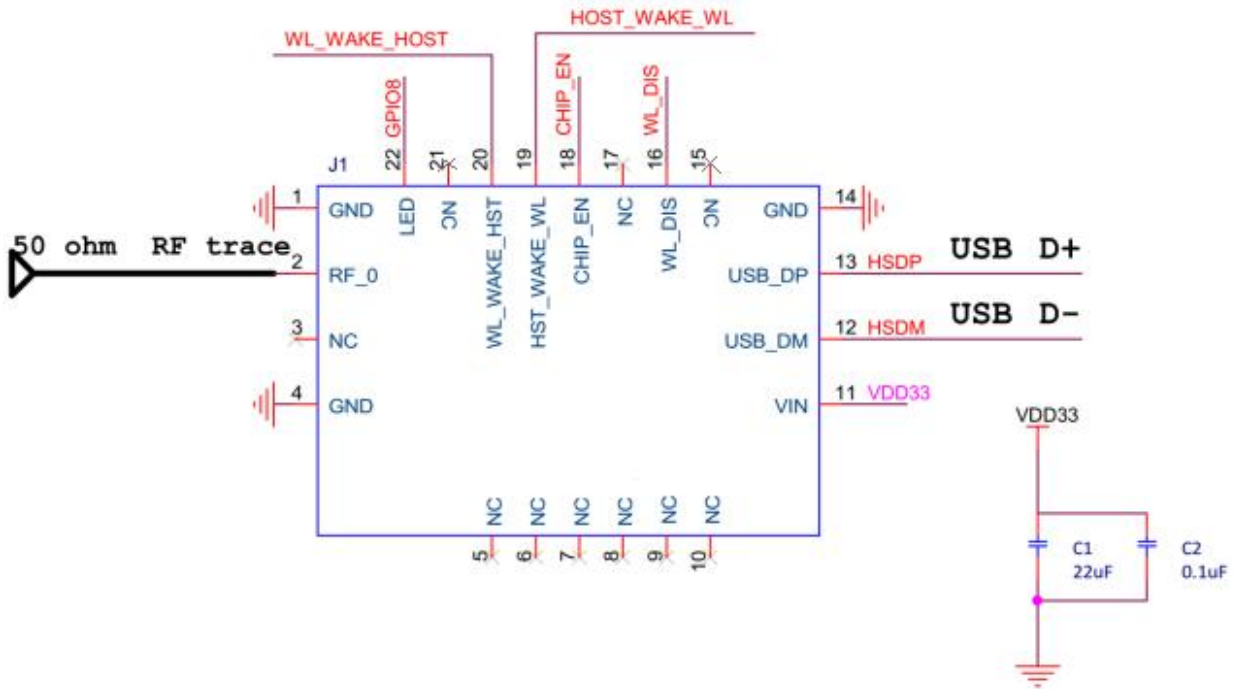 HOST_WAKE_WL
WL_WAKE_HOST
GPIO8
CHIP_EN
WL_DIS
J1
22
21
20
19
18
17
16
15
LED
NC
WL_WAKE_HST
HST_WAKE_WL
CHIP_EN
NC
WL_DIS
NC
1
GND
GND
14
50 ohm RF trace
2
RF_0
USB_DP
13
HSDP
USB D+
3
NC
USB_DM
12
HSDM
USB D-
4
GND
VIN
11
VDD33
NC
NC
NC
NC
NC
NC
5
6
7
8
9
10
VDD33
C1
22uF
C2
0.1uF